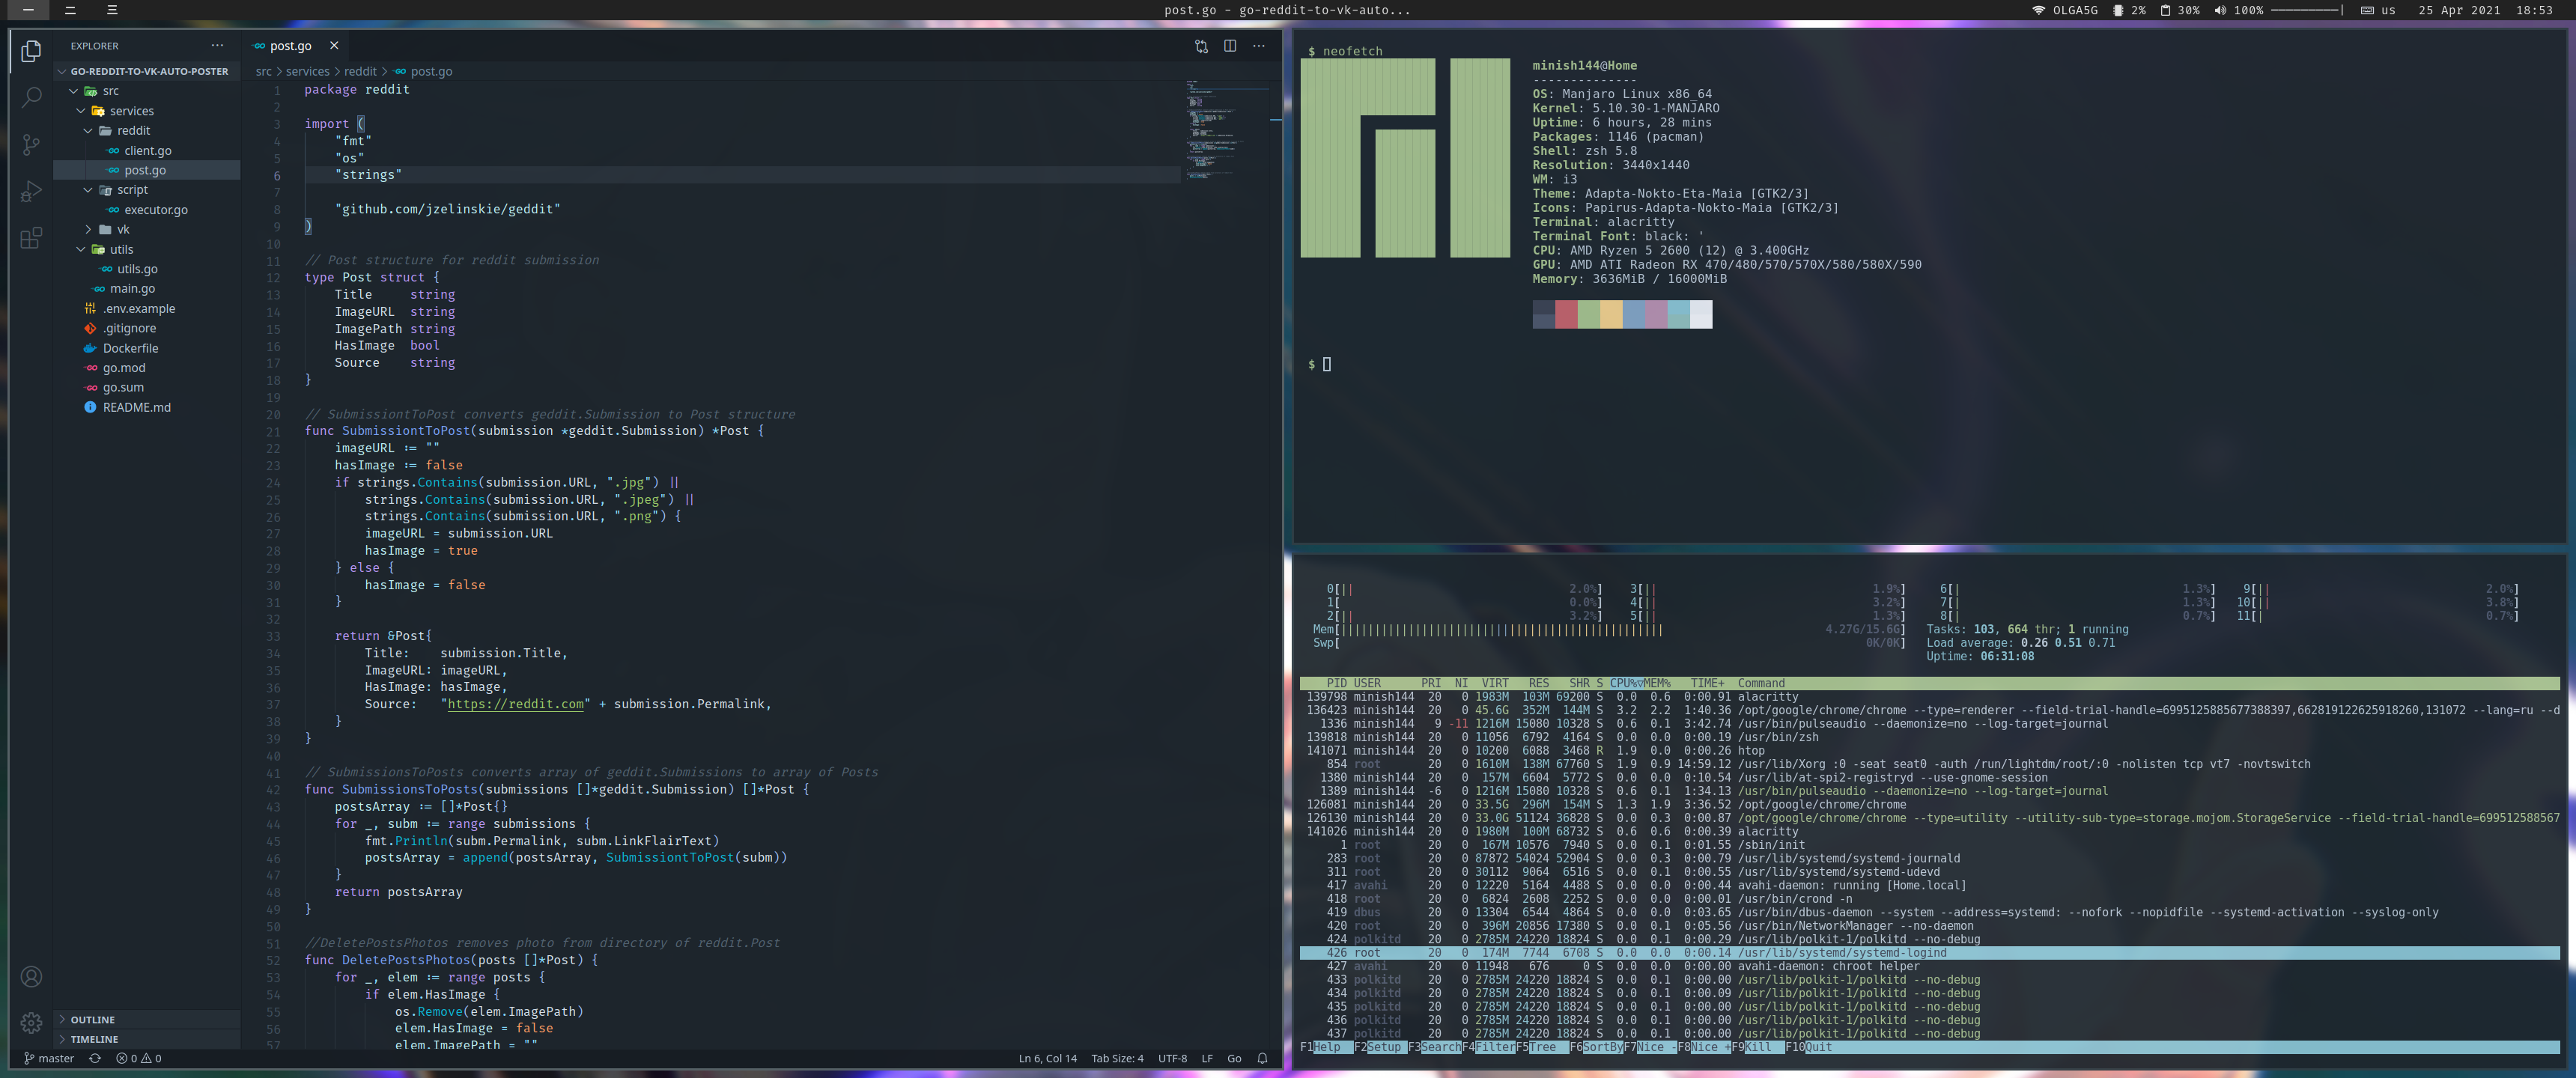 post.go - go-reddit-to-vk-auto...
OLGA5G 2% 30% 100% us 25 Apr 2021 18:53
EXPLORER
GO-REDDIT-TO-VK-AUTO-POSTER
src
services
reddit
client.go
post.go
script
executor.go
vk
utils
utils.go
main.go
.env.example
.gitignore
Dockerfile
go.mod
go.sum
README.md
OUTLINE
TIMELINE
post.go
src > services > reddit > post.go
1 package reddit
2
3 import (
4 "fmt"
5 "os"
6 "strings"
7
8 "github.com/jzelinskie/geddit"
9 )
10
11 // Post structure for reddit submission
12 type Post struct {
13 Title string
14 ImageURL string
15 ImagePath string
16 HasImage bool
17 Source string
18 }
19
20 // SubmissiontToPost converts geddit.Submission to Post structure
21 func SubmissiontToPost(submission *geddit.Submission) *Post {
22 imageURL := ""
23 hasImage := false
24 if strings.Contains(submission.URL, ".jpg") ||
25 strings.Contains(submission.URL, ".jpeg") ||
26 strings.Contains(submission.URL, ".png") {
27 imageURL = submission.URL
28 hasImage = true
29 } else {
30 hasImage = false
31 }
32
33 return &Post{
34 Title: submission.Title,
35 ImageURL: imageURL,
36 HasImage: hasImage,
37 Source: "https://reddit.com" + submission.Permalink,
38 }
39 }
40
41 // SubmissionsToPosts converts array of geddit.Submissions to array of Posts
42 func SubmissionsToPosts(submissions []*geddit.Submission) []*Post {
43 postsArray := []*Post{}
44 for _, subm := range submissions {
45 fmt.Println(subm.Permalink, subm.LinkFlairText)
46 postsArray = append(postsArray, SubmissiontToPost(subm))
47 }
48 return postsArray
49 }
50
51 //DeletePostsPhotos removes photo from directory of reddit.Post
52 func DeletePostsPhotos(posts []*Post) {
53 for _, elem := range posts {
54 if elem.HasImage {
55 os.Remove(elem.ImagePath)
56 elem.HasImage = false
57 elem.ImagePath = ""
master 0 0 Ln 6, Col 14 Tab Size: 4 UTF-8 LF Go
$ neofetch
minish144@Home
--------------
OS: Manjaro Linux x86_64
Kernel: 5.10.30-1-MANJARO
Uptime: 6 hours, 28 mins
Packages: 1146 (pacman)
Shell: zsh 5.8
Resolution: 3440x1440
WM: i3
Theme: Adapta-Nokto-Eta-Maia [GTK2/3]
Icons: Papirus-Adapta-Nokto-Maia [GTK2/3]
Terminal: alacritty
Terminal Font: black: '
CPU: AMD Ryzen 5 2600 (12) @ 3.400GHz
GPU: AMD ATI Radeon RX 470/480/570/570X/580/580X/590
Memory: 3636MiB / 16000MiB
$
0[|| 2.0%] 3[|| 1.9%] 6[| 1.3%] 9[|| 2.0%]
1[ 0.0%] 4[|| 3.2%] 7[| 1.3%] 10[|| 3.8%]
2[|| 3.2%] 5[|| 1.3%] 8[| 0.7%] 11[| 0.7%]
Mem[ 4.27G/15.6G] Tasks: 103, 664 thr; 1 running
Swp[ 0K/0K] Load average: 0.26 0.51 0.71
Uptime: 06:31:08
PID USER PRI NI VIRT RES SHR S CPU%▽MEM% TIME+ Command
139798 minish144 20 0 1983M 103M 69200 S 0.0 0.6 0:00.91 alacritty
136423 minish144 20 0 45.6G 352M 144M S 3.2 2.2 1:40.36 /opt/google/chrome/chrome --type=renderer --field-trial-handle=6995125885677388397,662819122625918260,131072 --lang=ru --d
1336 minish144 9 -11 1216M 15080 10328 S 0.6 0.1 3:42.74 /usr/bin/pulseaudio --daemonize=no --log-target=journal
139818 minish144 20 0 11056 6792 4164 S 0.0 0.0 0:00.19 /usr/bin/zsh
141071 minish144 20 0 10200 6088 3468 R 1.9 0.0 0:00.26 htop
854 root 20 0 1610M 138M 67760 S 1.9 0.9 14:59.12 /usr/lib/Xorg :0 -seat seat0 -auth /run/lightdm/root/:0 -nolisten tcp vt7 -novtswitch
1380 minish144 20 0 157M 6604 5772 S 0.0 0.0 0:10.54 /usr/lib/at-spi2-registryd --use-gnome-session
1389 minish144 -6 0 1216M 15080 10328 S 0.6 0.1 1:34.13 /usr/bin/pulseaudio --daemonize=no --log-target=journal
126081 minish144 20 0 33.5G 296M 154M S 1.3 1.9 3:36.52 /opt/google/chrome/chrome
126130 minish144 20 0 33.0G 51124 36828 S 0.0 0.3 0:00.87 /opt/google/chrome/chrome --type=utility --utility-sub-type=storage.mojom.StorageService --field-trial-handle=699512588567
141026 minish144 20 0 1980M 100M 68732 S 0.6 0.6 0:00.39 alacritty
1 root 20 0 167M 10576 7940 S 0.0 0.1 0:01.55 /sbin/init
283 root 20 0 87872 54024 52904 S 0.0 0.3 0:00.79 /usr/lib/systemd/systemd-journald
311 root 20 0 30112 9064 6516 S 0.0 0.1 0:00.55 /usr/lib/systemd/systemd-udevd
417 avahi 20 0 12220 5164 4488 S 0.0 0.0 0:00.44 avahi-daemon: running [Home.local]
418 root 20 0 6824 2608 2252 S 0.0 0.0 0:00.01 /usr/bin/crond -n
419 dbus 20 0 13304 6544 4864 S 0.0 0.0 0:03.65 /usr/bin/dbus-daemon --system --address=systemd: --nofork --nopidfile --systemd-activation --syslog-only
420 root 20 0 396M 20856 17380 S 0.0 0.1 0:05.56 /usr/bin/NetworkManager --no-daemon
424 polkitd 20 0 2785M 24220 18824 S 0.0 0.1 0:00.29 /usr/lib/polkit-1/polkitd --no-debug
426 root 20 0 174M 7744 6708 S 0.0 0.0 0:00.14 /usr/lib/systemd/systemd-logind
427 avahi 20 0 11948 676 0 S 0.0 0.0 0:00.00 avahi-daemon: chroot helper
433 polkitd 20 0 2785M 24220 18824 S 0.0 0.1 0:00.00 /usr/lib/polkit-1/polkitd --no-debug
434 polkitd 20 0 2785M 24220 18824 S 0.0 0.1 0:00.09 /usr/lib/polkit-1/polkitd --no-debug
435 polkitd 20 0 2785M 24220 18824 S 0.0 0.1 0:00.00 /usr/lib/polkit-1/polkitd --no-debug
436 polkitd 20 0 2785M 24220 18824 S 0.0 0.1 0:00.00 /usr/lib/polkit-1/polkitd --no-debug
437 polkitd 20 0 2785M 24220 18824 S 0.0 0.1 0:00.00 /usr/lib/polkit-1/polkitd --no-debug
F1Help F2Setup F3SearchF4FilterF5Tree F6SortByF7Nice -F8Nice +F9Kill F10Quit